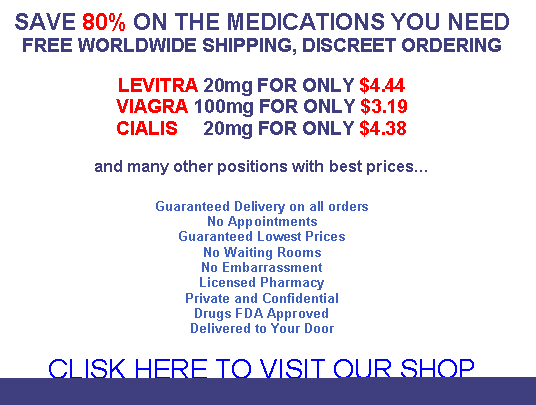 SAVE 80% ON THE MEDICATIONS YOU NEED
FREE WORLDWIDE SHIPPING, DISCREET ORDERING
LEVITRA 20mg FOR ONLY $4.44
VIAGRA 100mg FOR ONLY $3.19
CIALIS 20mg FOR ONLY $4.38
and many other positions with best prices...
Guaranteed Delivery on all orders
No Appointments
Guaranteed Lowest Prices
No Waiting Rooms
No Embarrassment
Licensed Pharmacy
Private and Confidential
Drugs FDA Approved
Delivered to Your Door
CLISK HERE TO VISIT OUR SHOP